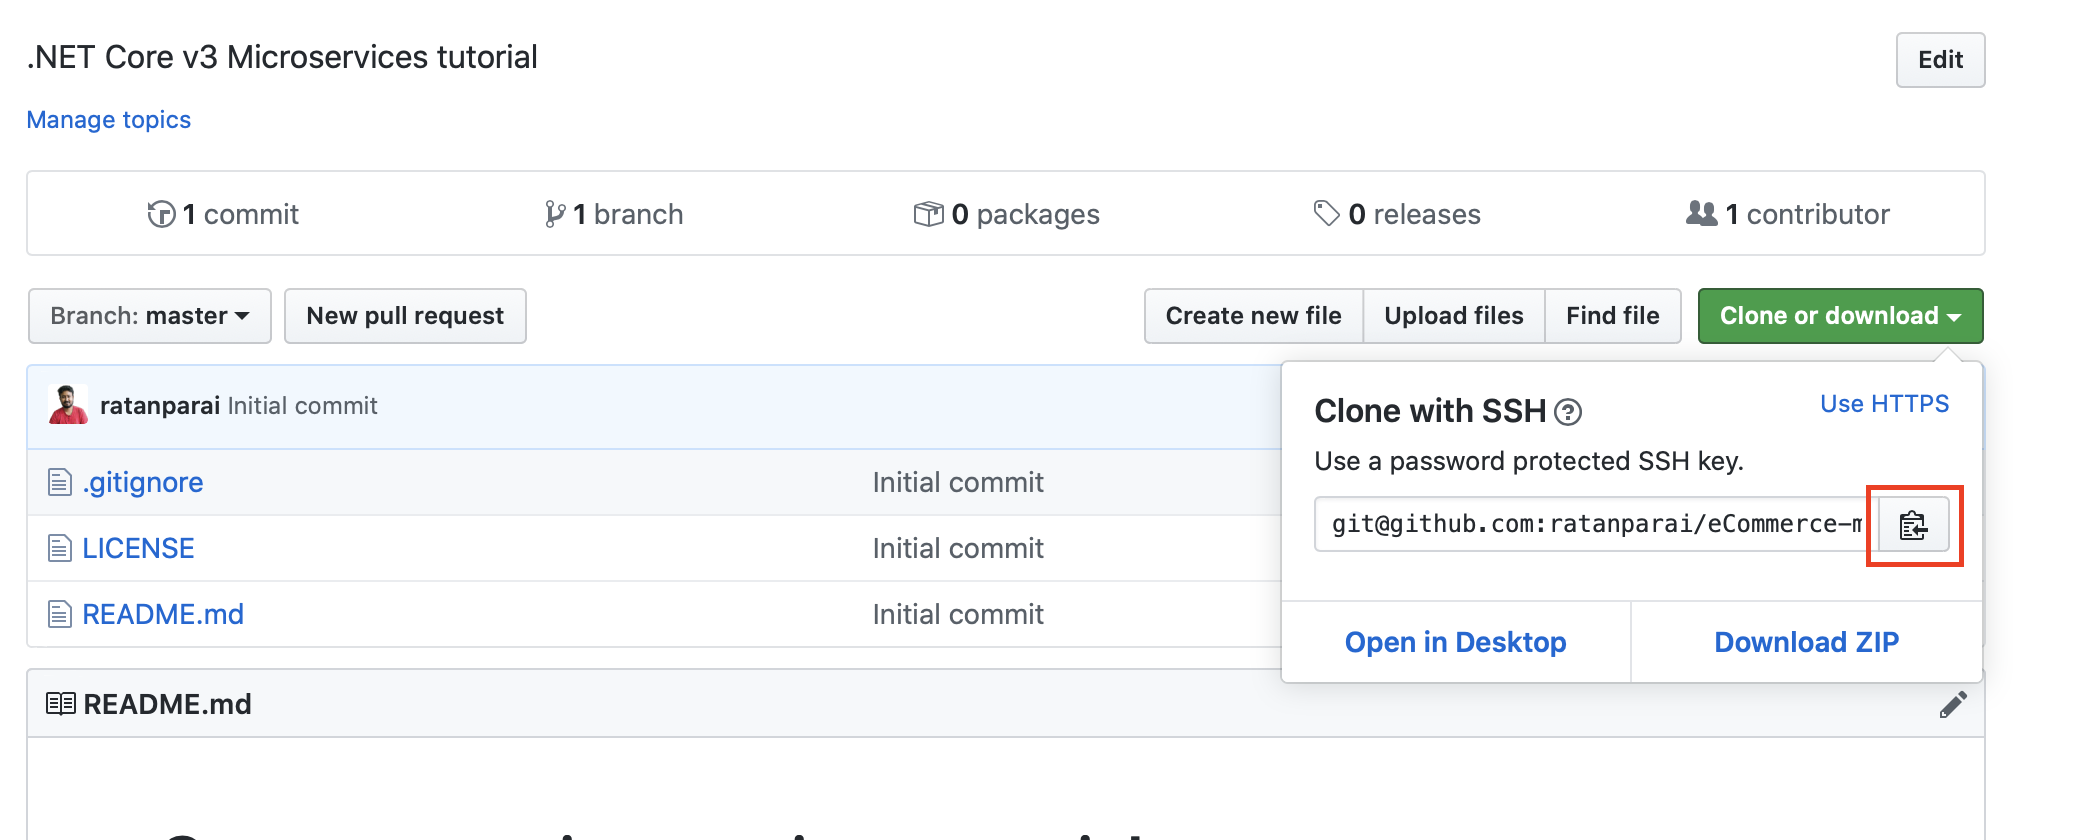 .NET Core v3 Microservices tutorial
Edit
Manage topics
1 commit
1 branch
0 packages
0 releases
1 contributor
Branch: master
New pull request
Create new file
Upload files
Find file
Clone or download
ratanparai Initial commit
Clone with SSH
Use HTTPS
Use a password protected SSH key.
git@github.com:ratanparai/eCommerce-m
.gitignore
Initial commit
LICENSE
Initial commit
README.md
Initial commit
Open in Desktop
Download ZIP
README.md